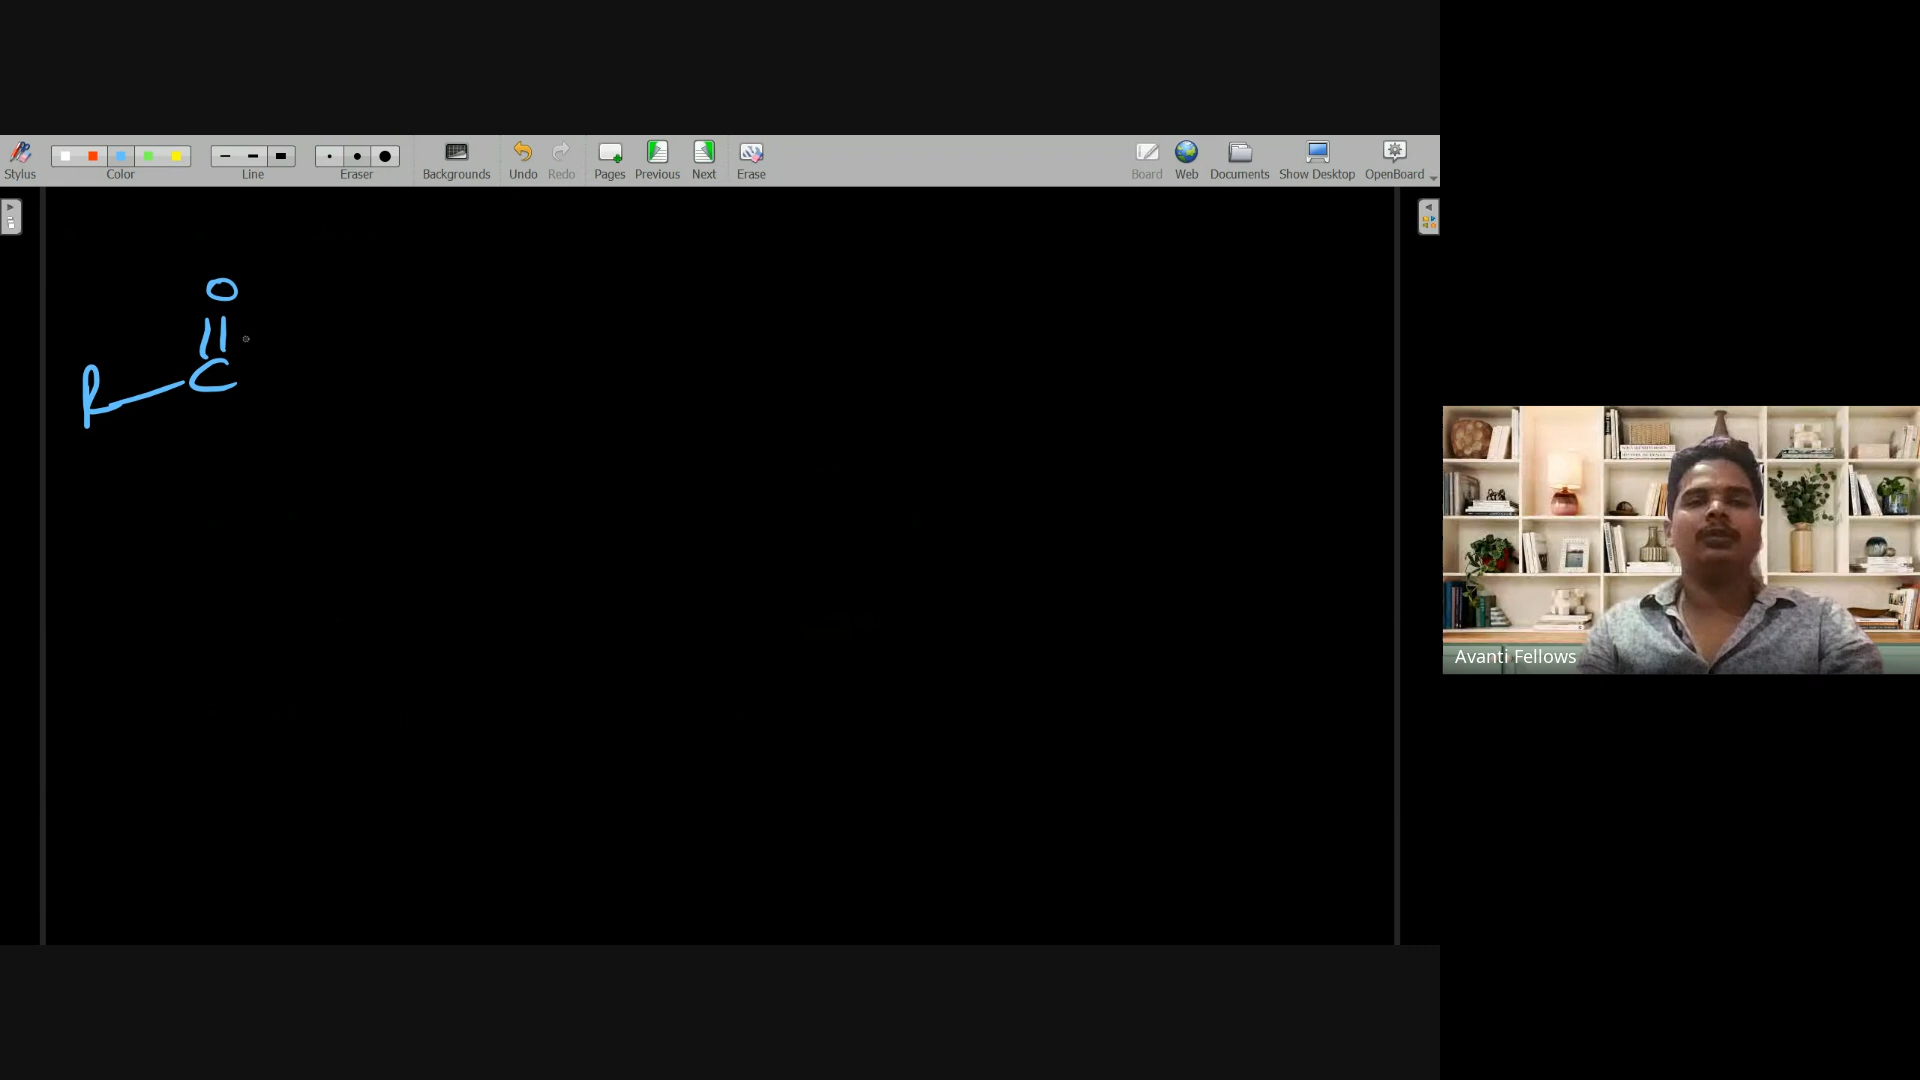 Stylus
Color
Line
Eraser
Backgrounds
Undo
Redo
Pages
Previous
Next
Erase
Board
Web
Documents
Show Desktop
OpenBoard
O
||
R — C
Avanti Fellows